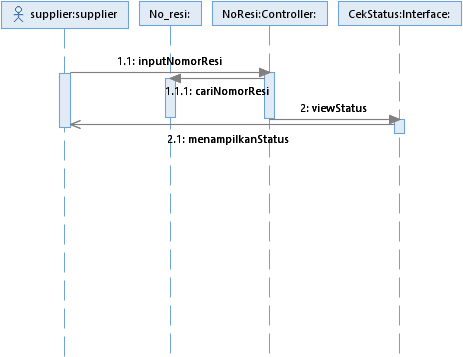 supplier:supplier
No_resi:
NoResi:Controller:
CekStatus:Interface:
1.1: inputNomorResi
1.1.1: cariNomorResi
2: viewStatus
2.1: menampilkanStatus